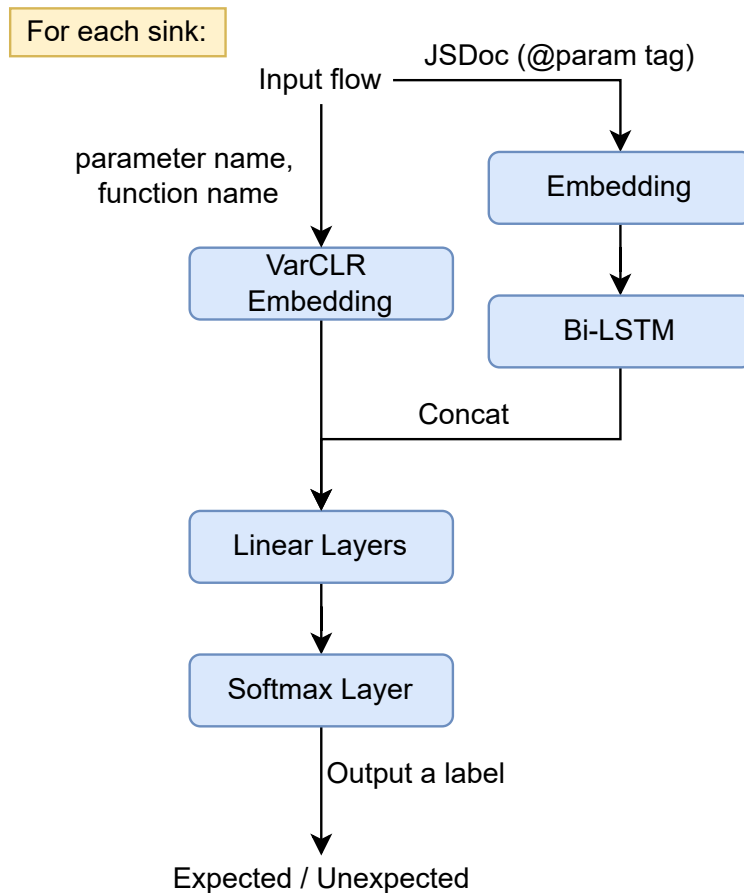 For each sink:
JSDoc (@param tag)
Input flow
parameter name,
function name
Embedding
VarCLR
Embedding
Bi-LSTM
Concat
Linear Layers
Softmax Layer
Output a label
Expected / Unexpected